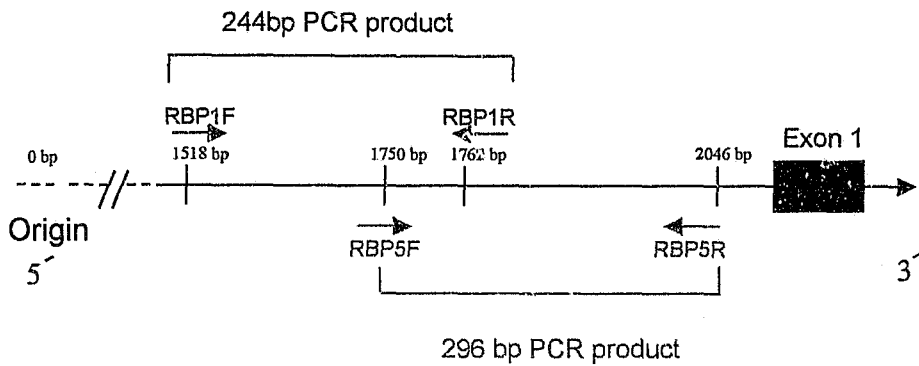 244bp PCR product
RBP1F
RBP1R
0 bp
1518 bp
1750 bp
1762 bp
2046 bp
Exon 1
Origin
5´
RBP5F
RBP5R
3´
296 bp PCR product